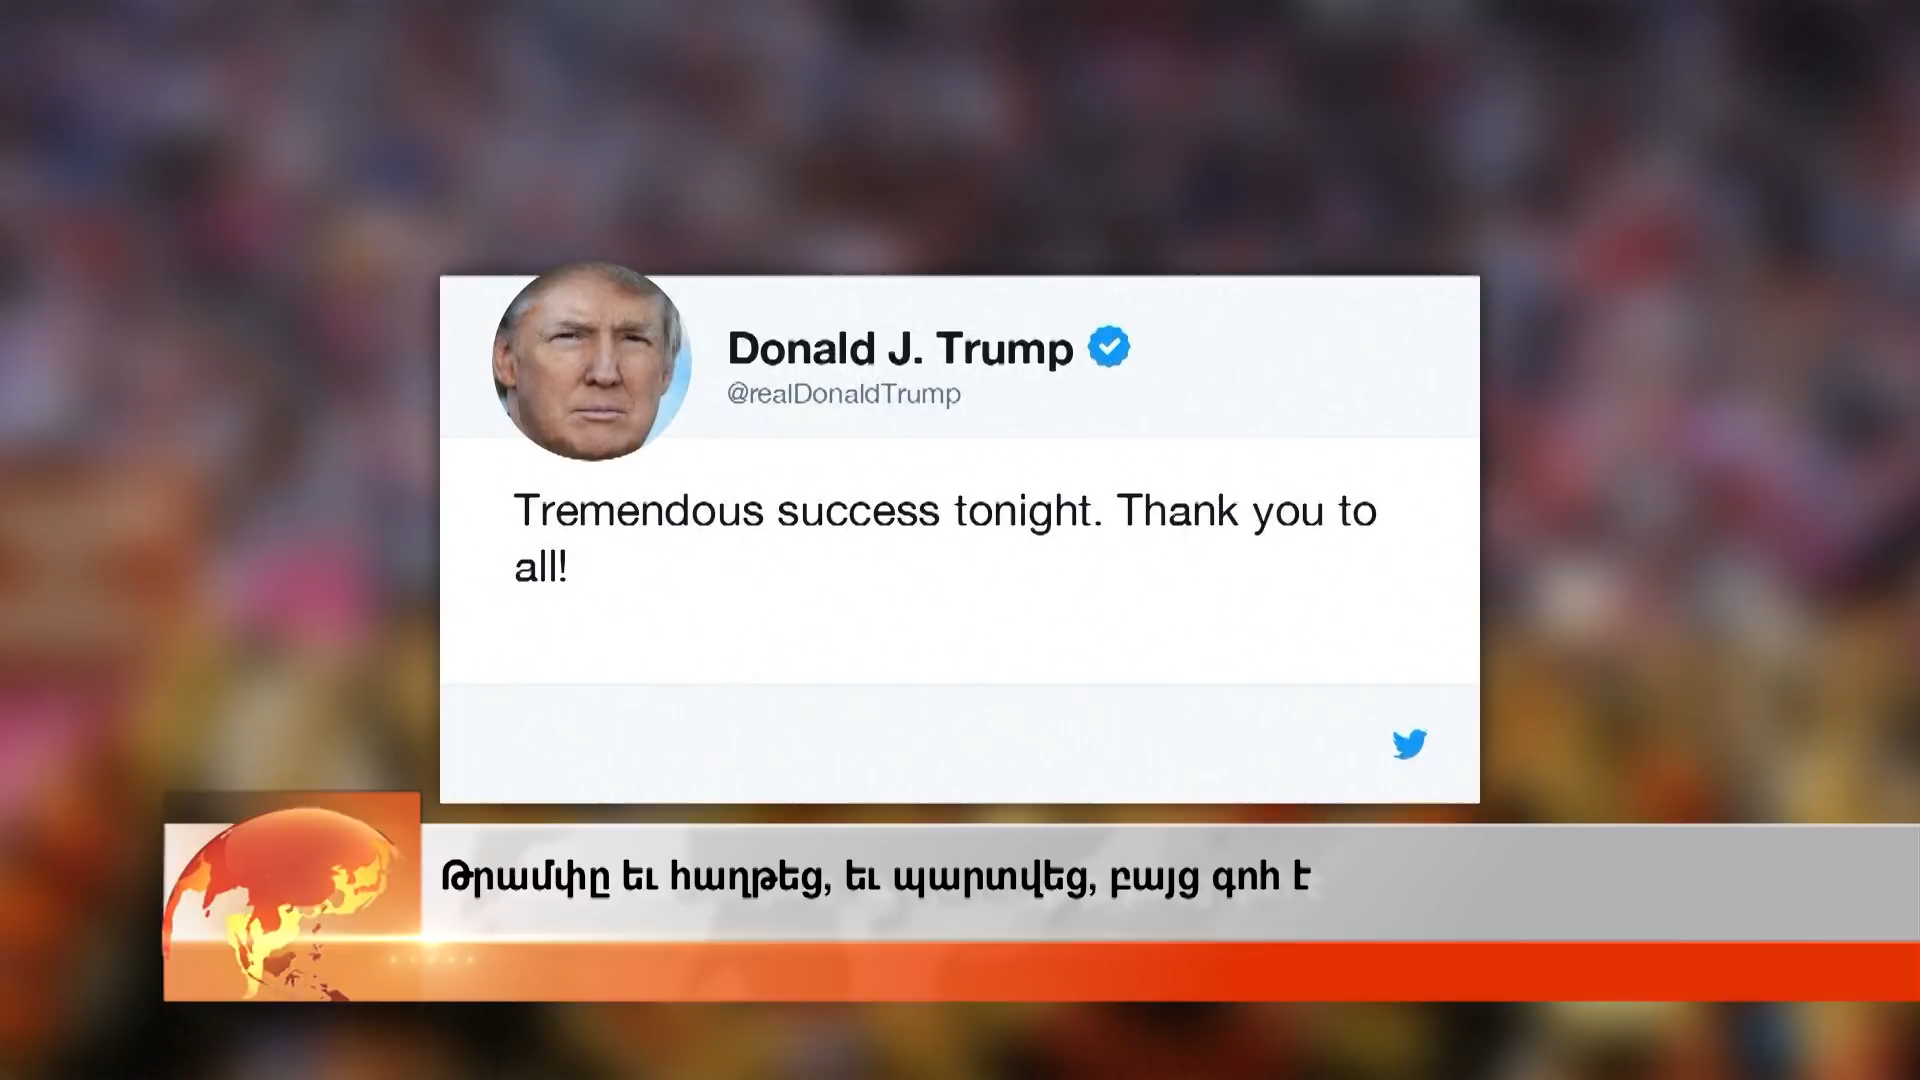 Donald J. Trump
@realDonaldTrump
Tremendous success tonight. Thank you to
all!
Թրամփը եւ հաղթեց, եւ պարտվեց, բայց գոհ է